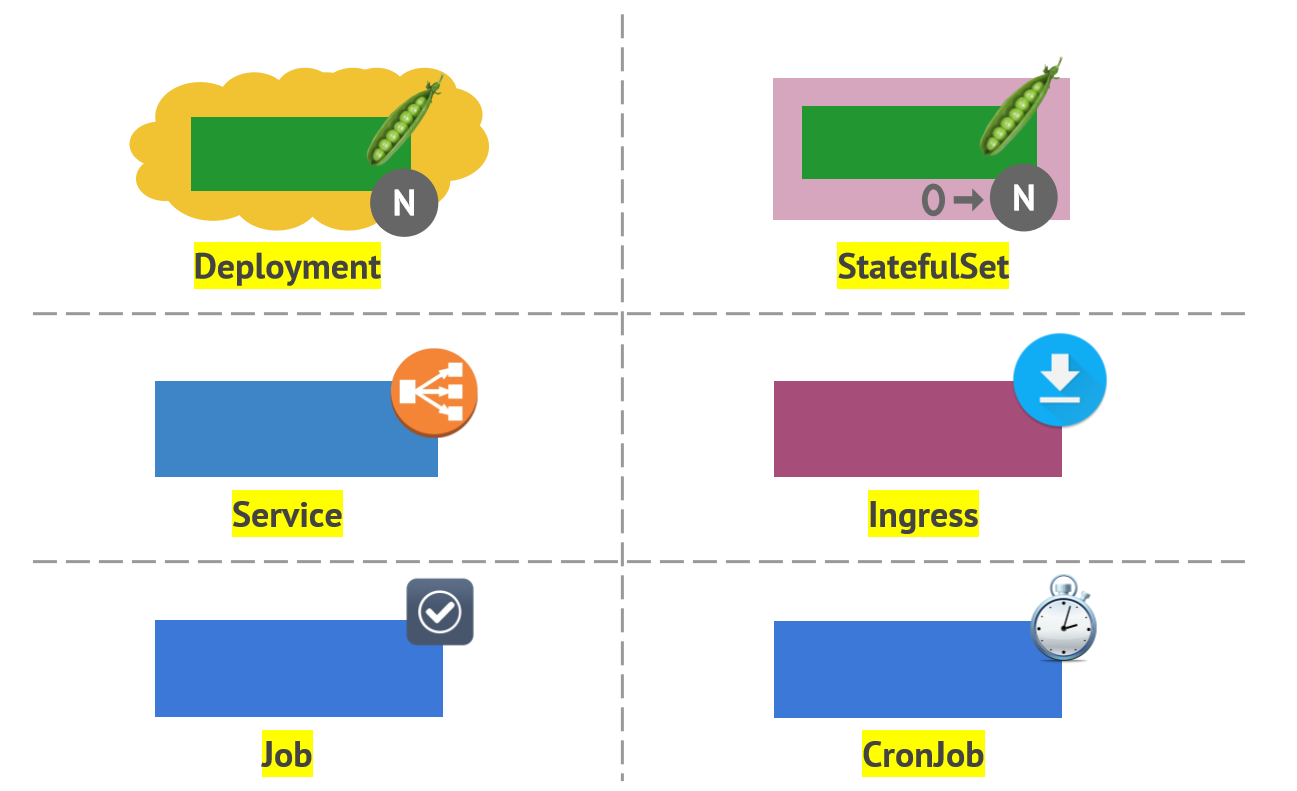 N
0 N
Deployment
StatefulSet
Service
Ingress
Job
CronJob